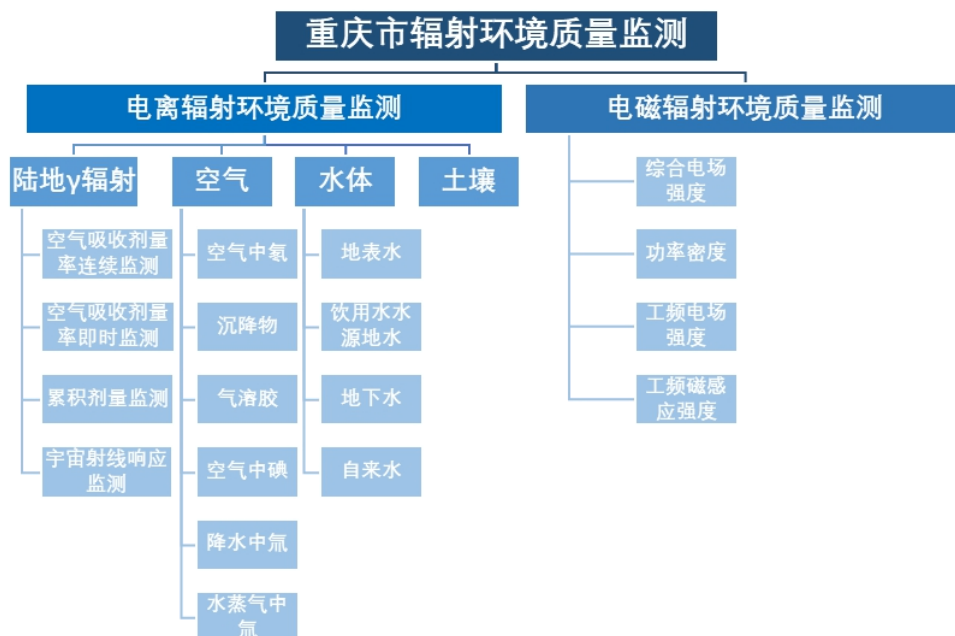 重庆市辐射环境质量监测
电离辐射环境质量监测
电磁辐射环境质量监测
陆地γ辐射
空气
水体
土壤
空气吸收剂量
率连续监测
空气吸收剂量
率即时监测
累积剂量监测
宇宙射线响应
监测
空气中氡
沉降物
气溶胶
空气中碘
降水中氚
水蒸气中
氚
地表水
饮用水水
源地水
地下水
自来水
综合电场
强度
功率密度
工频电场
强度
工频磁感
应强度